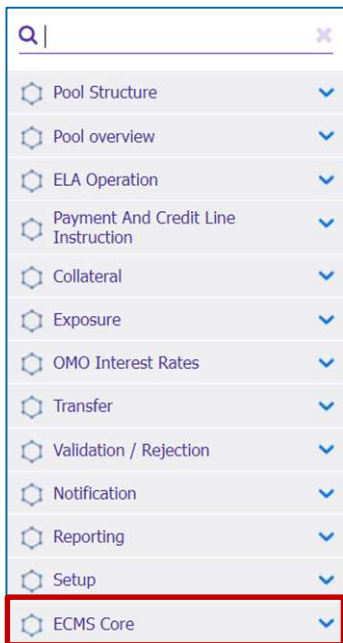 Pool Structure
Pool overview
ELA Operation
Payment And Credit Line
Instruction
Collateral
Exposure
OMO Interest Rates
Transfer
Validation / Rejection
Notification
Reporting
Setup
ECMS Core